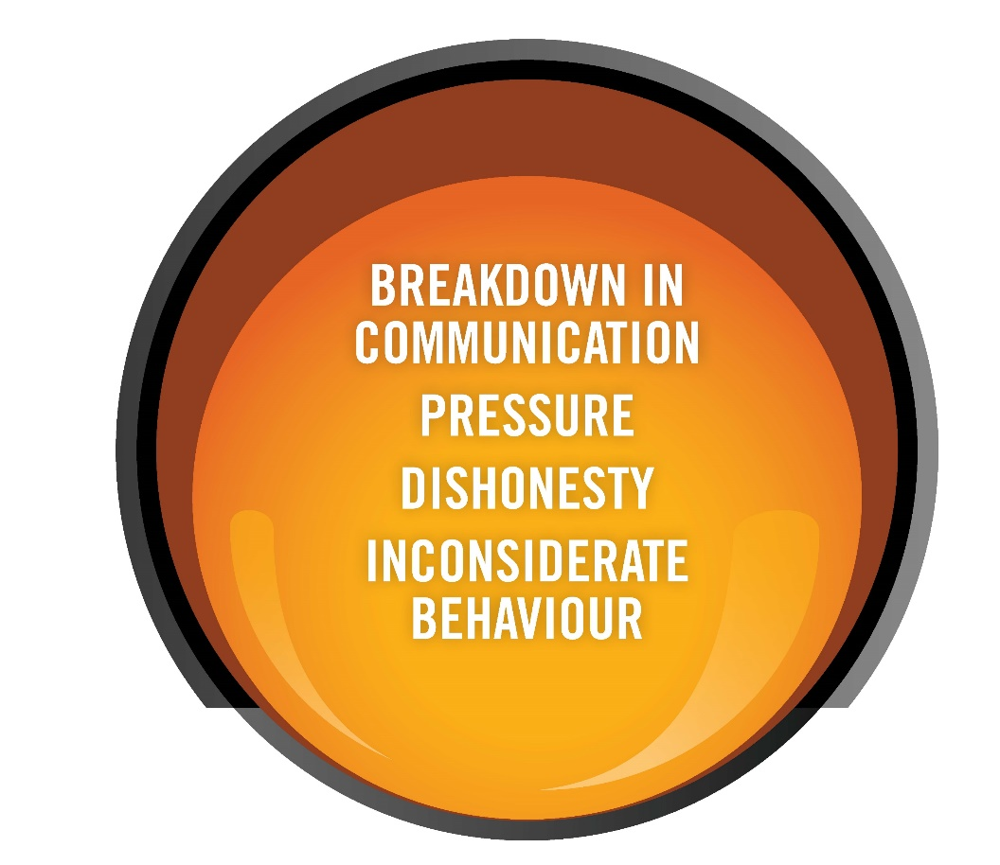 BREAKDOWN IN
COMMUNICATION
PRESSURE
DISHONESTY
INCONSIDERATE
BEHAVIOUR